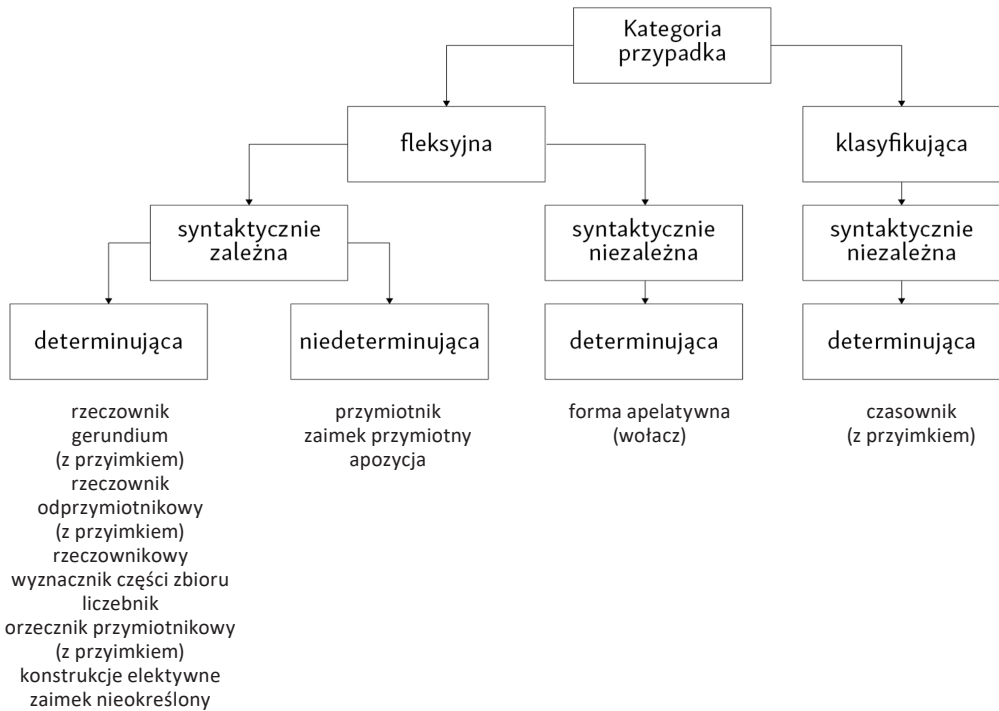 Kategoria
przypadka
fleksyjna
klasyfikująca
syntaktycznie
zależna
syntaktycznie
niezależna
syntaktycznie
niezależna
determinująca
niedeterminująca
determinująca
determinująca
rzeczownik
gerundium
(z przyimkiem)
rzeczownik
odprzymiotnikowy
(z przyimkiem)
rzeczownikowy
wyznacznik części zbioru
liczebnik
orzecznik przymiotnikowy
(z przyimkiem)
konstrukcje elektywne
zaimek nieokreślony
przymiotnik
zaimek przymiotny
apozycja
forma apelatywna
(wołacz)
czasownik
(z przyimkiem)